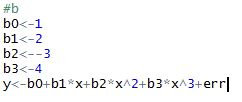 #b
b0<-1
b1<-2
b2<--3
b3<-4
y<-b0+b1*x+b2*x^2+b3*x^3+err